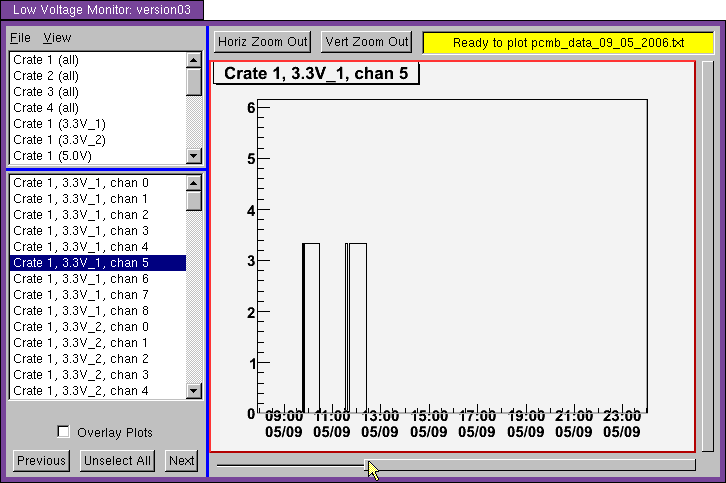 Low Voltage Monitor: version03
File View
Horiz Zoom Out Vert Zoom Out Ready to plot pcmb_data_09_05_2006.txt
Crate 1 (all)
Crate 2 (all)
Crate 3 (all)
Crate 4 (all)
Crate 1 (3.3V_1)
Crate 1 (3.3V_2)
Crate 1 (5.0V)
Crate 1, 3.3V_1, chan 0
Crate 1, 3.3V_1, chan 1
Crate 1, 3.3V_1, chan 2
Crate 1, 3.3V_1, chan 3
Crate 1, 3.3V_1, chan 4
Crate 1, 3.3V_1, chan 5
Crate 1, 3.3V_1, chan 6
Crate 1, 3.3V_1, chan 7
Crate 1, 3.3V_1, chan 8
Crate 1, 3.3V_2, chan 0
Crate 1, 3.3V_2, chan 1
Crate 1, 3.3V_2, chan 2
Crate 1, 3.3V_2, chan 3
Crate 1, 3.3V_2, chan 4
Overlay Plots
Previous Unselect All Next
Crate 1, 3.3V_1, chan 5
6
5
4
3
2
1
0
09:00 11:00 13:00 15:00 17:00 19:00 21:00 23:00
05/09 05/09 05/09 05/09 05/09 05/09 05/09 05/09